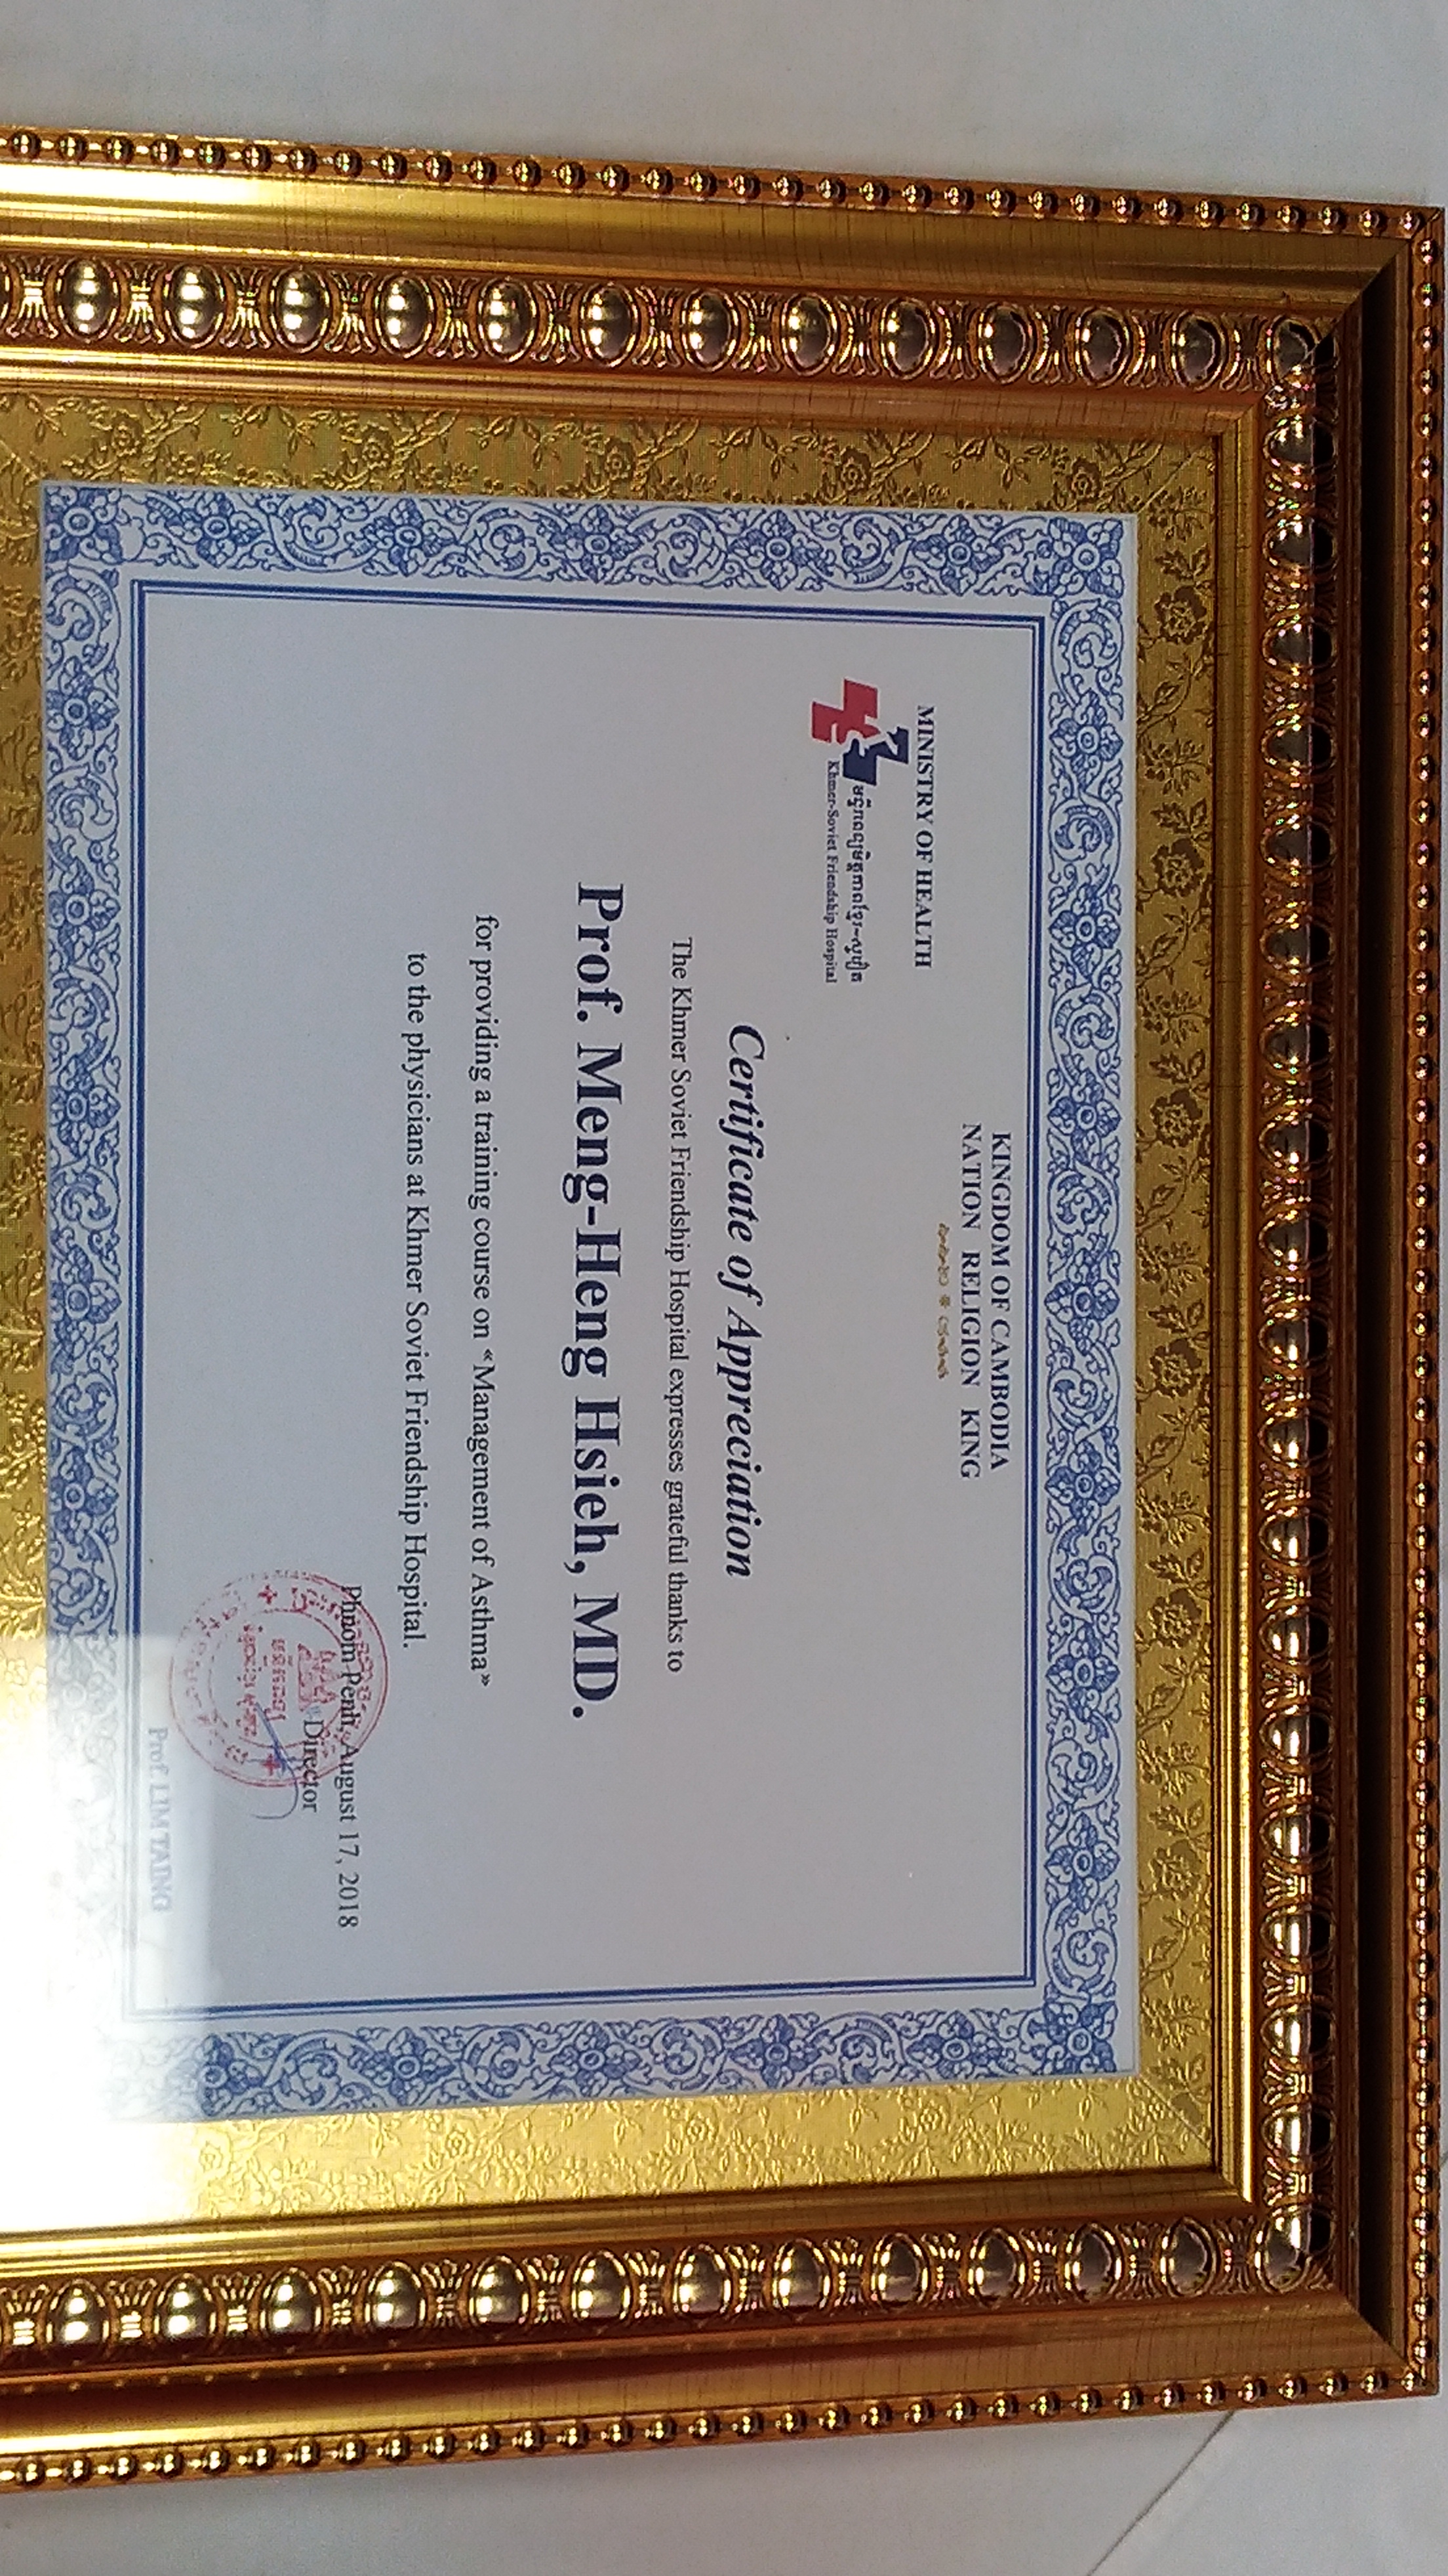 KINGDOM OF CAMBODIA
NATION RELIGION KING
MINISTRY OF HEALTH
មន្ទីរពេទ្យមិត្តភាពខ្មែរ~សូវៀត
Khmer-Soviet Friendship Hospital
Certificate of Appreciation
The Khmer Soviet Friendship Hospital expresses grateful thanks to
Prof. Meng-Heng Hsieh, MD.
for providing a training course on «Management of Asthma»
to the physicians at Khmer Soviet Friendship Hospital.
Phnom Penh, August 17, 2018
Director
Prof. LIM TAING